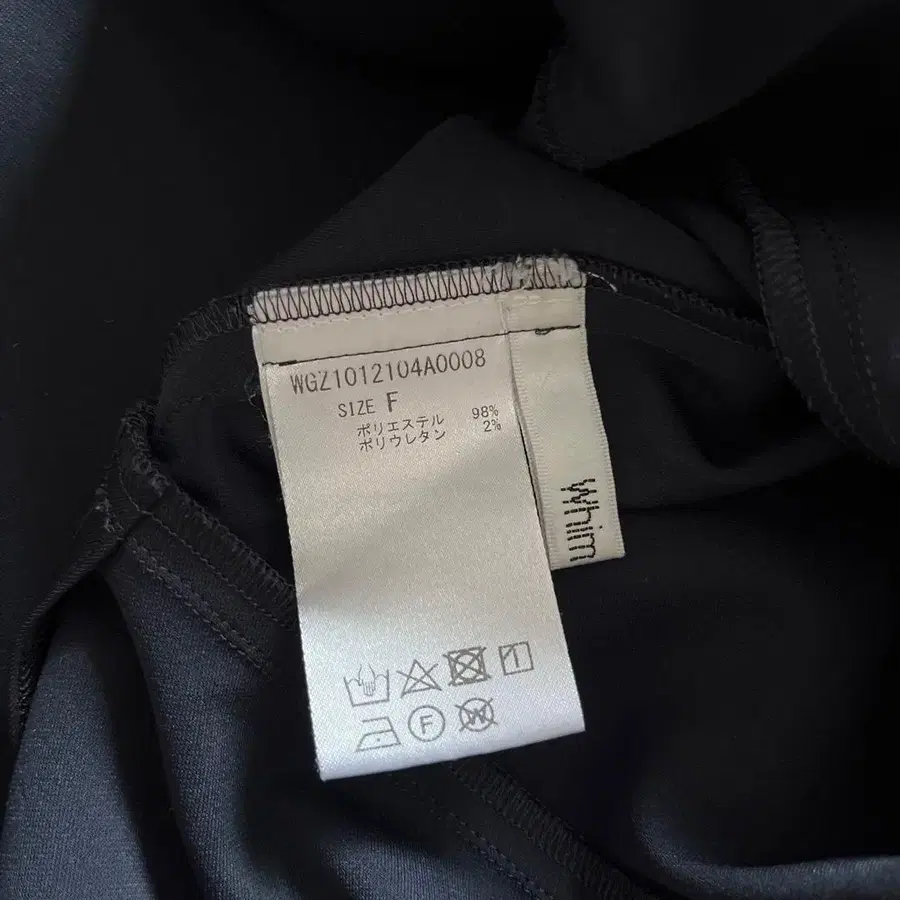 WGZ1012104A0008
SIZE F
ポリエステル 98%
ポリウレタン 2%
Whim
F
W